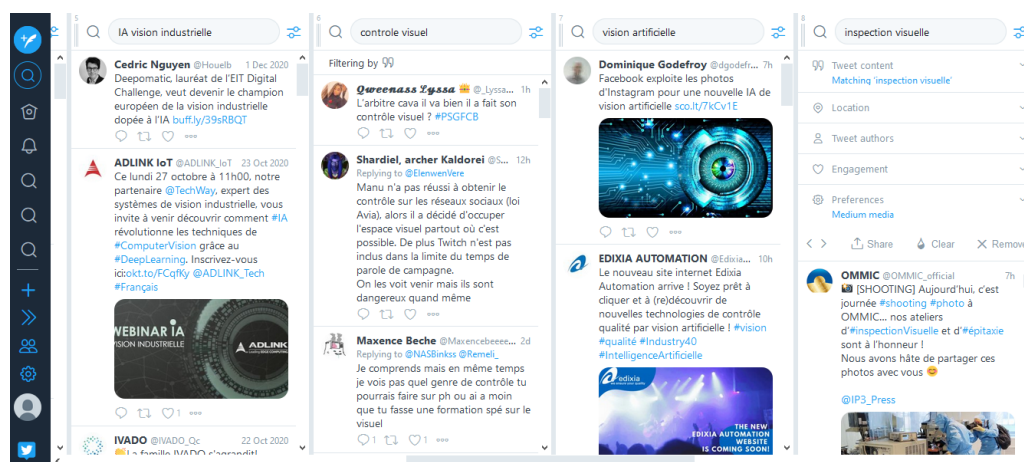 5
IA vision industrielle
Cedric Nguyen @Houelb 1 Dec 2020
Deepomatic, lauréat de l'EIT Digital
Challenge, veut devenir le champion
européen de la vision industrielle
dopée à l'IA buff.ly/39sRBQT
ADLINK IoT @ADLINK_IoT 23 Oct 2020
Ce lundi 27 octobre à 11h00, notre
partenaire @TechWay, expert des
systèmes de vision industrielle, vous
invite à venir découvrir comment #IA
révolutionne les techniques de
#ComputerVision grâce au
#DeepLearning. Inscrivez-vous
ici:okt.to/FCqfKy @ADLINK_Tech
#Français
WEBINAR IA
VISION INDUSTRIELLE
ADLINK
1
IVADO @IVADO_Qc 22 Oct 2020
La famille IVADO s'agrandit!
6
controle visuel
Filtering by
Qweenass Lyssa @_Lyssa... 1h
L'arbitre cava il va bien il a fait son
contrôle visuel ? #PSGFCB
Shardiel, archer Kaldorei @S... 12h
Replying to @ElenwenVere
Manu n'a pas réussi à obtenir le
contrôle sur les réseaux sociaux (loi
Avia), alors il a décidé d'occuper
l'espace visuel partout où c'est
possible. De plus Twitch n'est pas
inclus dans la limite du temps de
parole de campagne.
On les voit venir mais ils sont
dangereux quand même
Maxence Beche @Maxencebeeee... 2d
Replying to @NASBinkss @Remeli_
Je comprends mais en même temps
je vois pas quel genre de contrôle tu
pourrais faire sur ph ou ai a moin
que tu fasse une formation spé sur le
visuel
1 1
7
vision artificielle
Dominique Godefroy @dgodefr... 7h
Facebook exploite les photos
d'Instagram pour une nouvelle IA de
vision artificielle sco.lt/7kCv1E
EDIXIA AUTOMATION @Edixia... 10h
Le nouveau site internet Edixia
Automation arrive ! Soyez prêt à
cliquer et à (re)découvrir de
nouvelles technologies de contrôle
qualité par vision artificielle ! #vision
#qualité #Industry40
#IntelligenceArtificielle
edixia
THE NEW
EDIXIA AUTOMATION
WEBSITE
IS COMING SOON!
8
inspection visuelle
Tweet content
Matching 'inspection visuelle'
Location
Tweet authors
Engagement
Preferences
Medium media
Share Clear Remove
OMMIC @OMMIC_official 7h
[SHOOTING] Aujourd'hui, c'est
journée #shooting #photo à
OMMIC... nos ateliers
d'#inspectionVisuelle et d'#épitaxie
sont à l'honneur !
Nous avons hâte de partager ces
photos avec vous 😊
@IP3_Press